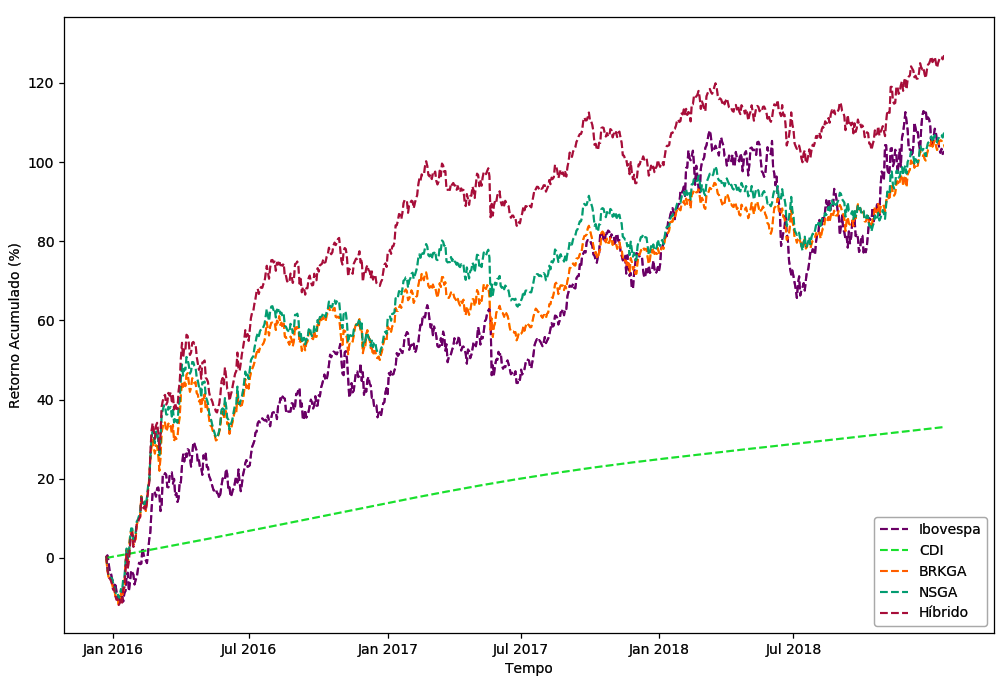 Retorno Acumulado (%)
120
100
80
60
40
20
0
Ibovespa
CDI
BRKGA
NSGA
Híbrido
Jan 2016
Jul 2016
Jan 2017
Jul 2017
Jan 2018
Jul 2018
Tempo